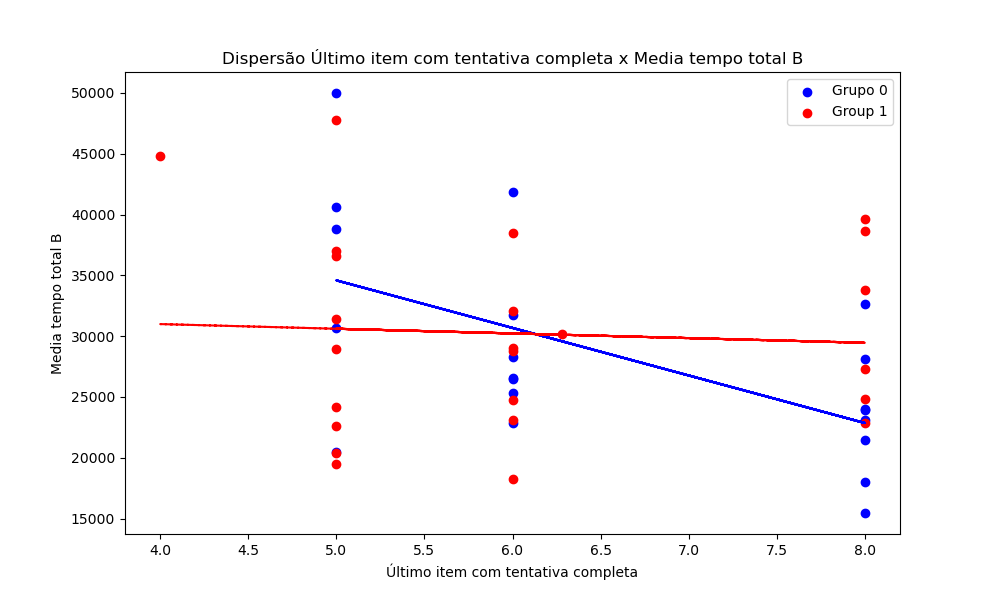 Dispersão Último item com tentativa completa x Media tempo total B
Grupo 0
Group 1
Media tempo total B
50000
45000
40000
35000
30000
25000
20000
15000
4.0 4.5 5.0 5.5 6.0 6.5 7.0 7.5 8.0
Último item com tentativa completa